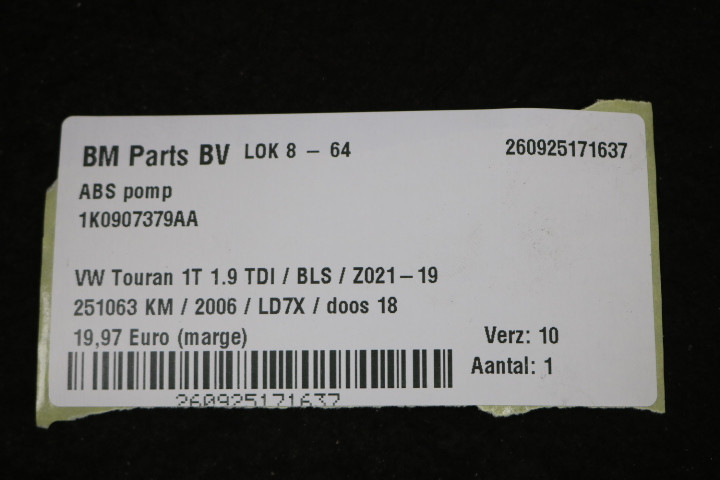 BM Parts BV LOK 8 – 64 260925171637
ABS pomp
1K0907379AA
VW Touran 1T 1.9 TDI / BLS / Z021–19
251063 KM / 2006 / LD7X / doos 18
19,97 Euro (marge) Verz: 10
Aantal: 1
260925171637